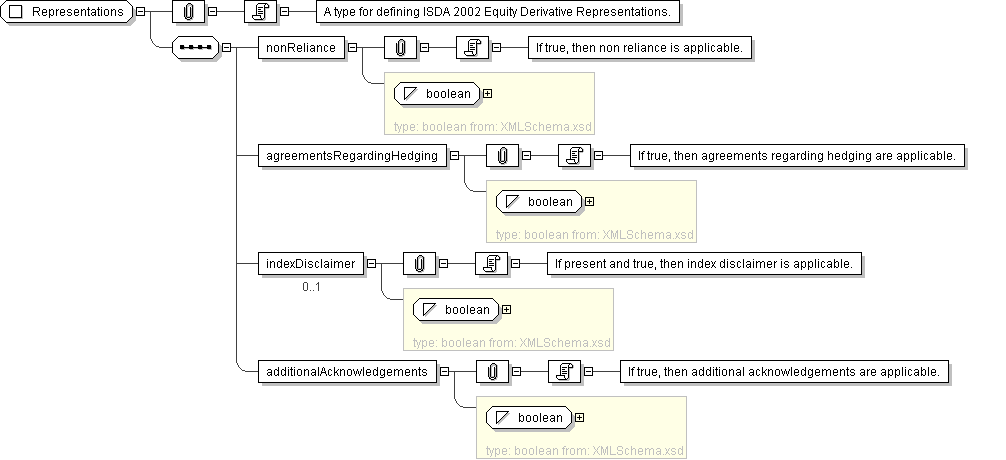 Representations
A type for defining ISDA 2002 Equity Derivative Representations.
nonReliance
If true, then non reliance is applicable.
boolean
type: boolean from: XMLSchema.xsd
agreementsRegardingHedging
If true, then agreements regarding hedging are applicable.
boolean
type: boolean from: XMLSchema.xsd
indexDisclaimer
If present and true, then index disclaimer is applicable.
0..1
boolean
type: boolean from: XMLSchema.xsd
additionalAcknowledgements
If true, then additional acknowledgements are applicable.
boolean
type: boolean from: XMLSchema.xsd